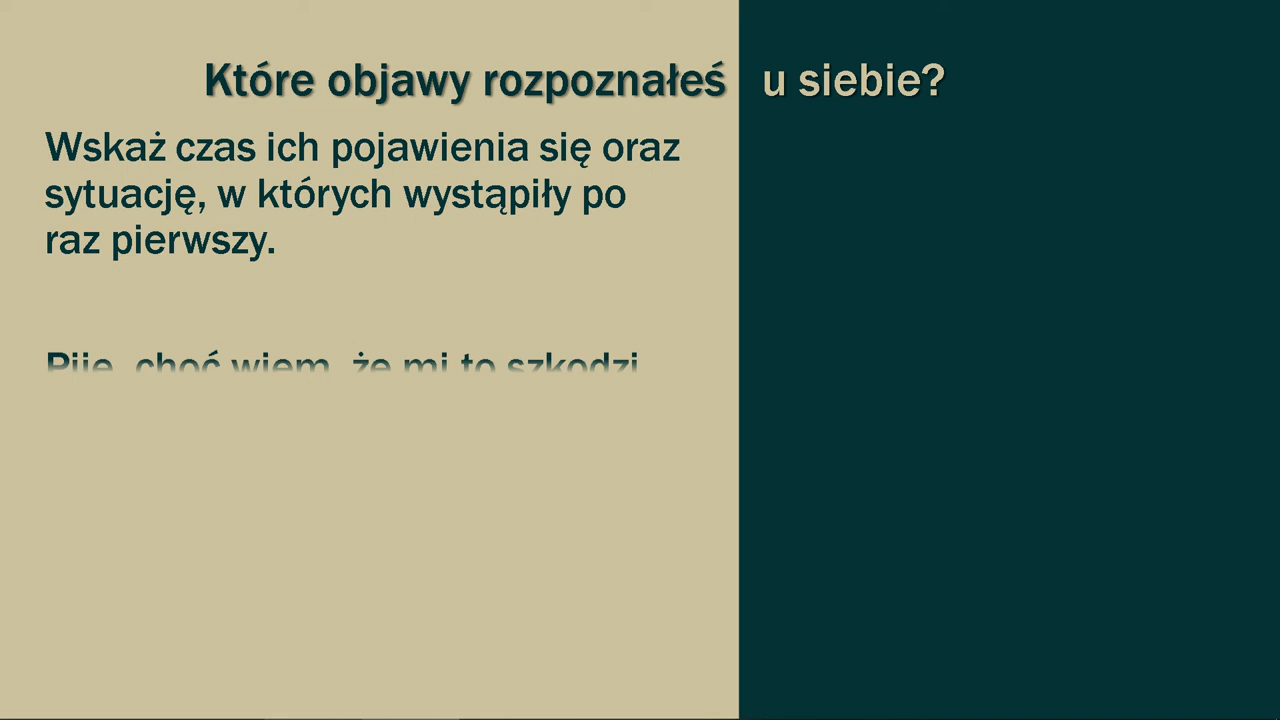 Które objawy rozpoznałeś u siebie?
Wskaż czas ich pojawienia się oraz
sytuację, w których wystąpiły po
raz pierwszy.
Piję, choć wiem, że mi to szkodzi